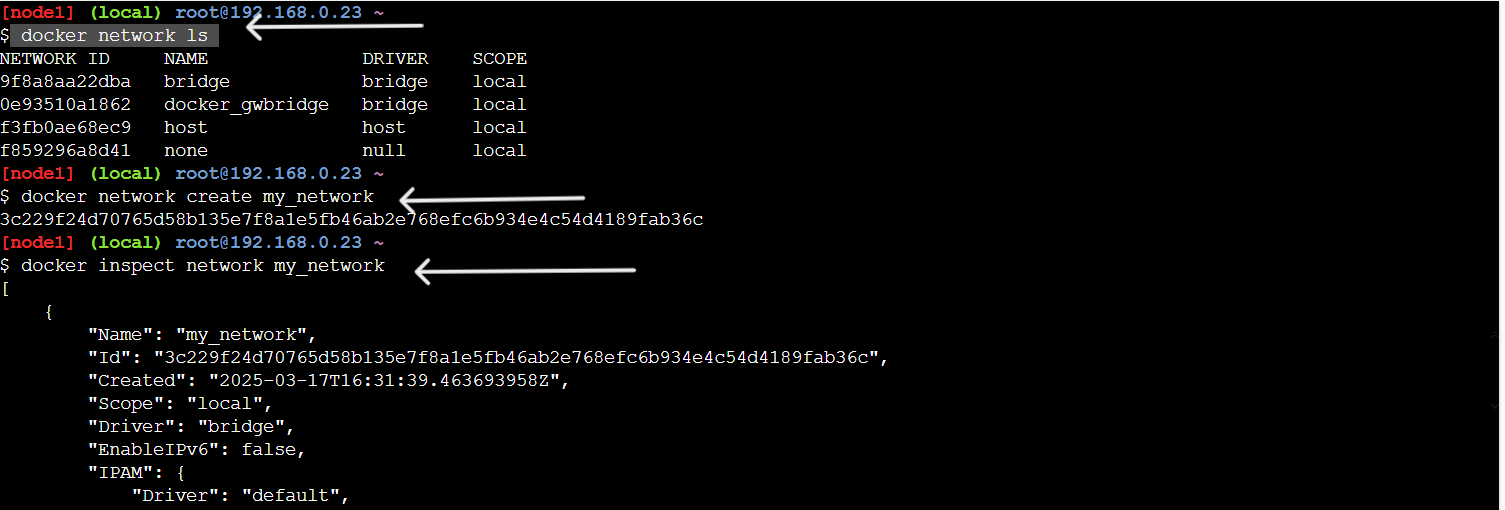 [node1] (local) root@192.168.0.23 ~
$ docker network ls
NETWORK ID     NAME              DRIVER    SCOPE
9f8a8aa22dba   bridge            bridge    local
0e93510a1862   docker_gwbridge   bridge    local
f3fb0ae68ec9   host              host      local
f859296a8d41   none              null      local
[node1] (local) root@192.168.0.23 ~
$ docker network create my_network
3c229f24d70765d58b135e7f8a1e5fb46ab2e768efc6b934e4c54d4189fab36c
[node1] (local) root@192.168.0.23 ~
$ docker inspect network my_network
[
    {
        "Name": "my_network",
        "Id": "3c229f24d70765d58b135e7f8a1e5fb46ab2e768efc6b934e4c54d4189fab36c",
        "Created": "2025-03-17T16:31:39.463693958Z",
        "Scope": "local",
        "Driver": "bridge",
        "EnableIPv6": false,
        "IPAM": {
            "Driver": "default",